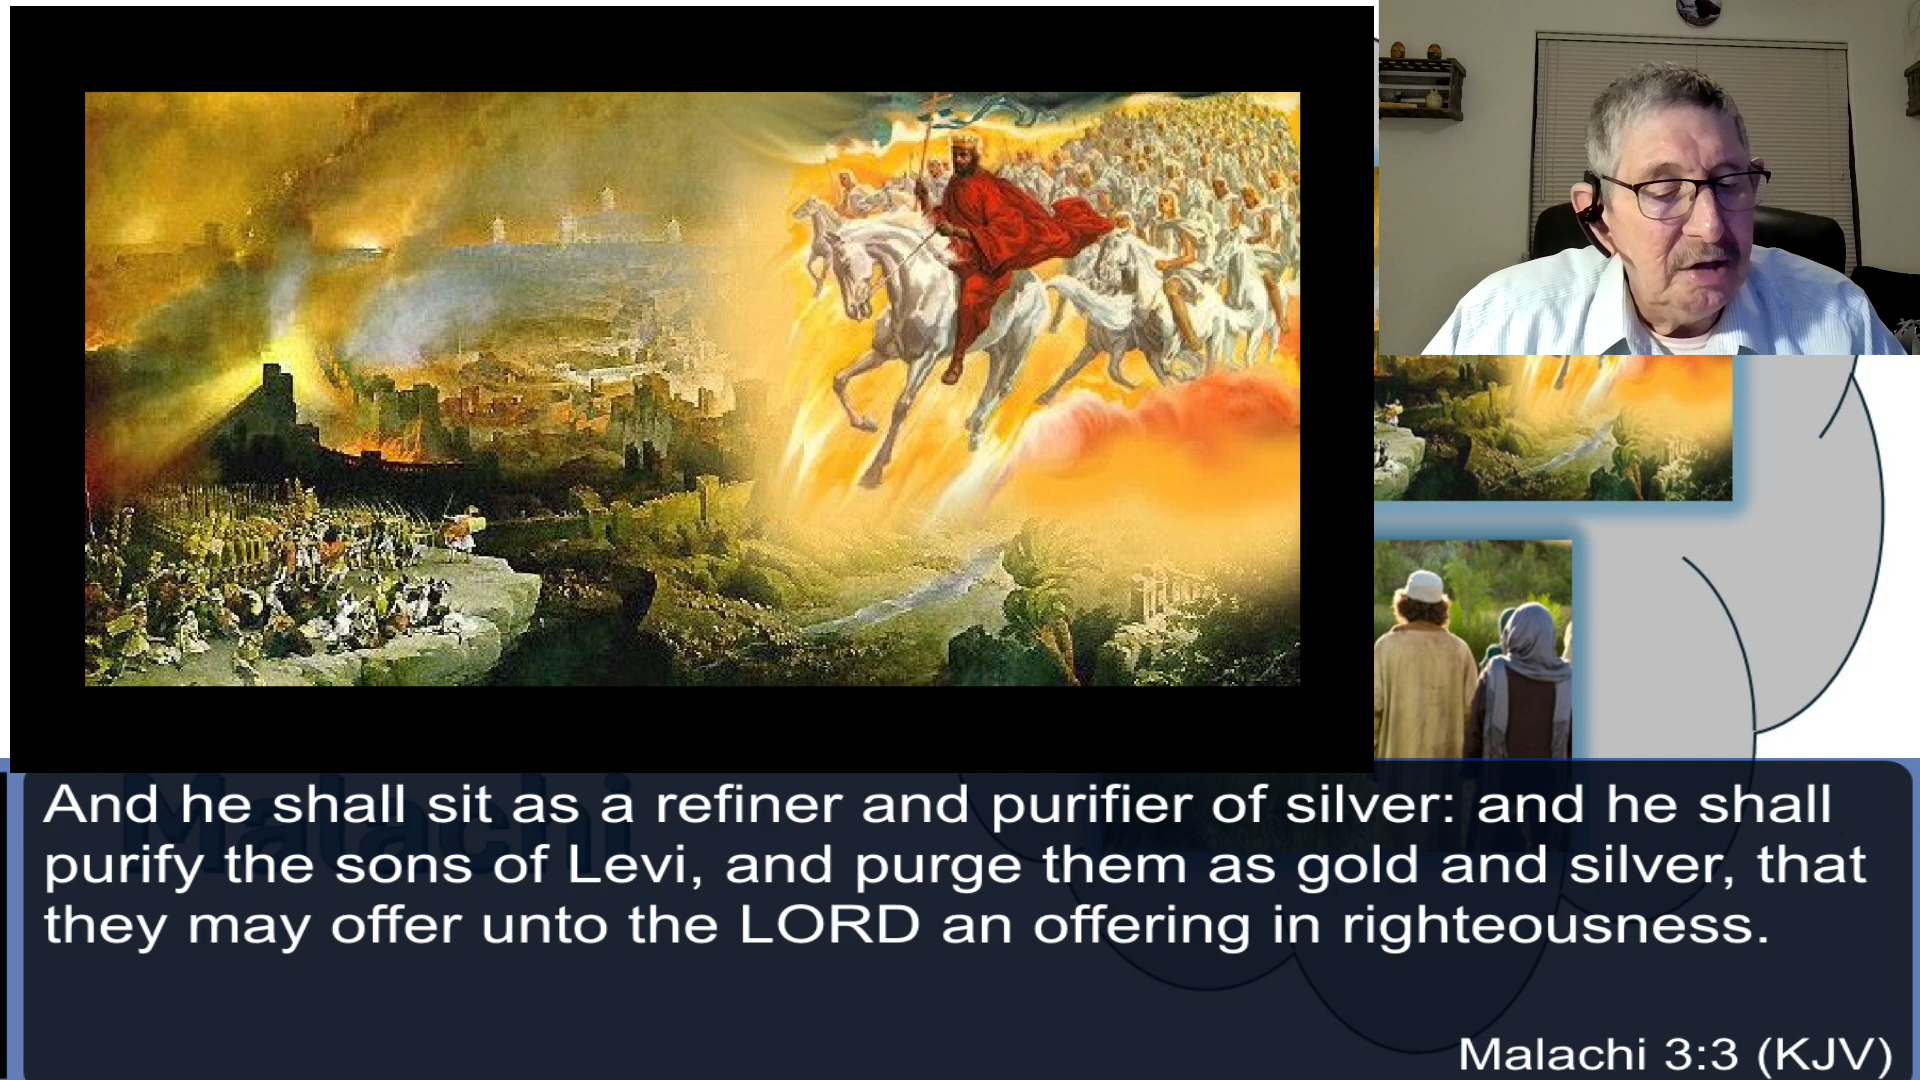 And he shall sit as a refiner and purifier of silver: and he shall
purify the sons of Levi, and purge them as gold and silver, that
they may offer unto the LORD an offering in righteousness.
Malachi
Malachi 3:3 (KJV)